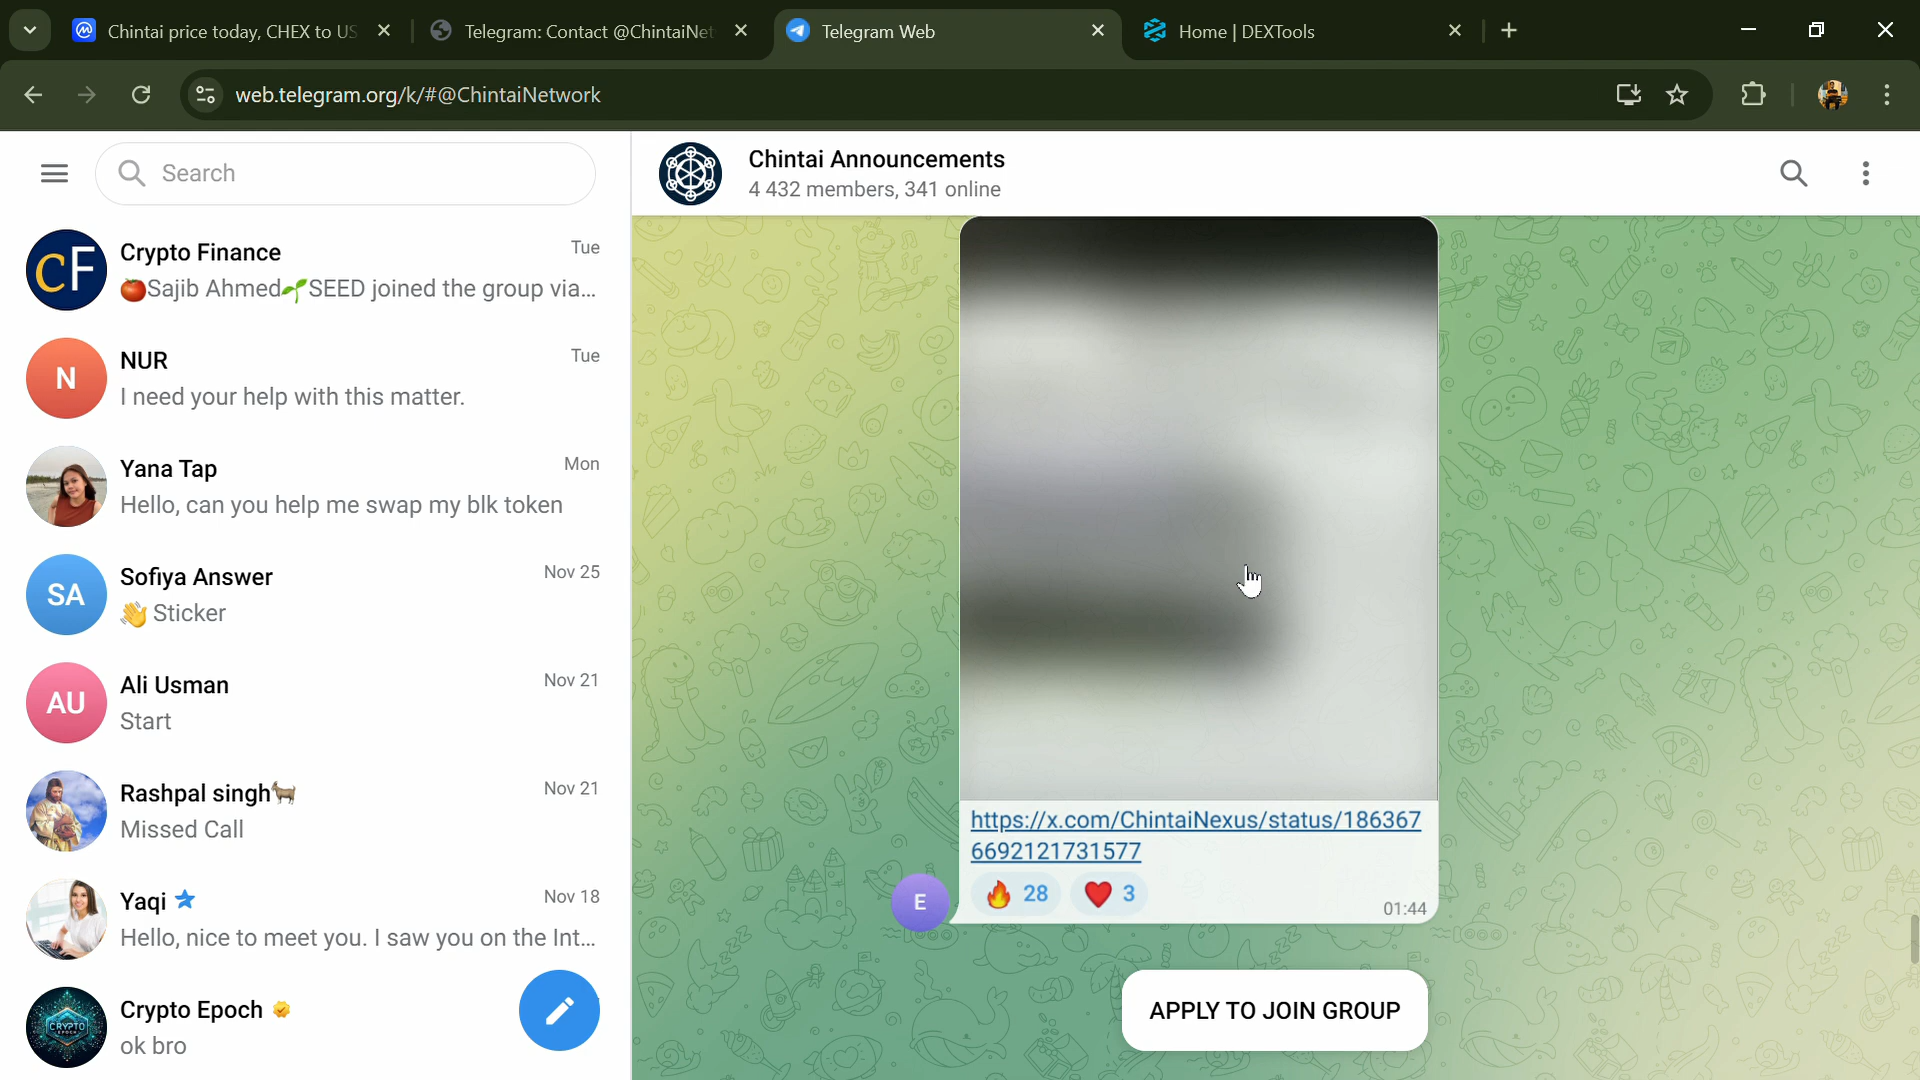 Chintai price today, CHEX to US
Telegram: Contact @ChintaiNet
Telegram Web
Home | DEXTools
web.telegram.org/k/#@ChintaiNetwork
Search
Chintai Announcements
4 432 members, 341 online
CF
Crypto Finance
Tue
🍅Sajib Ahmed🌱SEED joined the group via...
N
NUR
Tue
I need your help with this matter.
Yana Tap
Mon
Hello, can you help me swap my blk token
SA
Sofiya Answer
Nov 25
👋 Sticker
AU
Ali Usman
Nov 21
Start
Rashpal singh🐐
Nov 21
Missed Call
Yaqi
Nov 18
Hello, nice to meet you. I saw you on the Int...
CRYPTO
EPOCH
Crypto Epoch
ok bro
https://x.com/ChintaiNexus/status/186367
6692121731577
E
🔥 28 ❤️ 3
01:44
APPLY TO JOIN GROUP